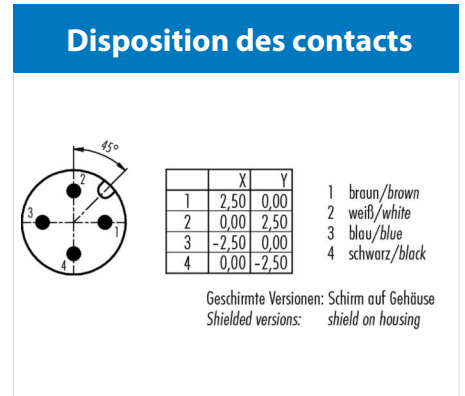 Disposition des contacts
45°
2
3
1
4
X Y
1 2,50 0,00
2 0,00 2,50
3 -2,50 0,00
4 0,00 -2,50
1 braun/brown
2 weiß/white
3 blau/blue
4 schwarz/black
Geschirmte Versionen: Schirm auf Gehäuse
Shielded versions: shield on housing